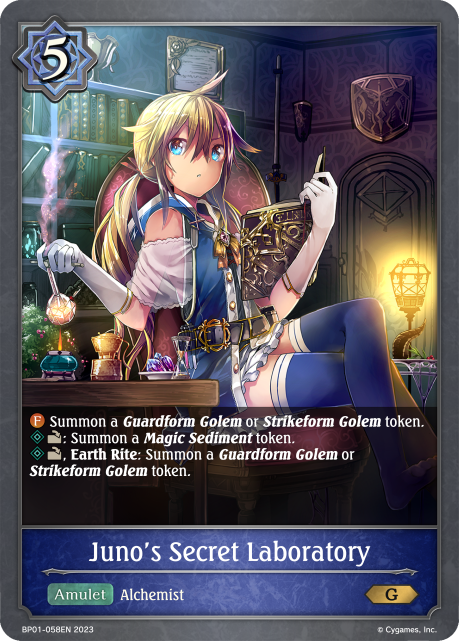 5
F Summon a Guardform Golem or Strikeform Golem token.
: Summon a Magic Sediment token.
, Earth Rite: Summon a Guardform Golem or
Strikeform Golem token.
Juno's Secret Laboratory
Amulet Alchemist
G
BP01-058EN 2023
© Cygames, Inc.